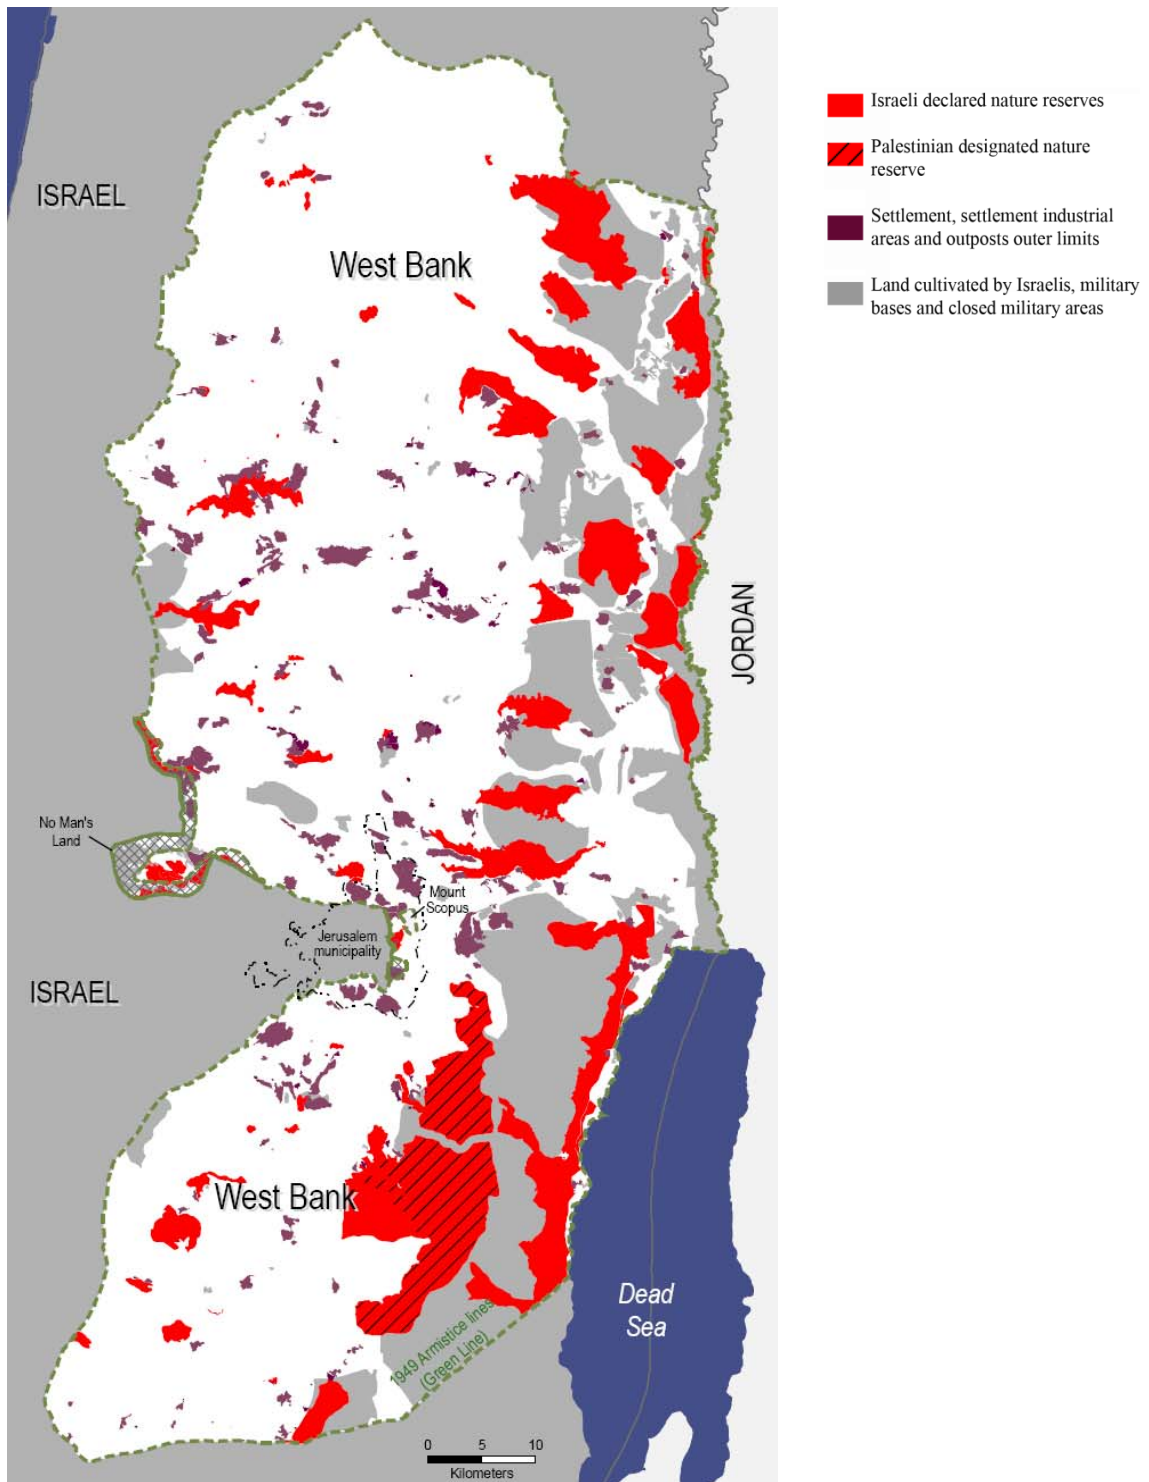 Israeli declared nature reserves
Palestinian designated nature
reserve
Settlement, settlement industrial
areas and outposts outer limits
Land cultivated by Israelis, military
bases and closed military areas
ISRAEL
West Bank
JORDAN
No Man's
Land
Mount
Scopus
Jerusalem
municipality
ISRAEL
West Bank
Dead
Sea
1949 Armistice lines
(Green Line)
0 5 10
Kilometers